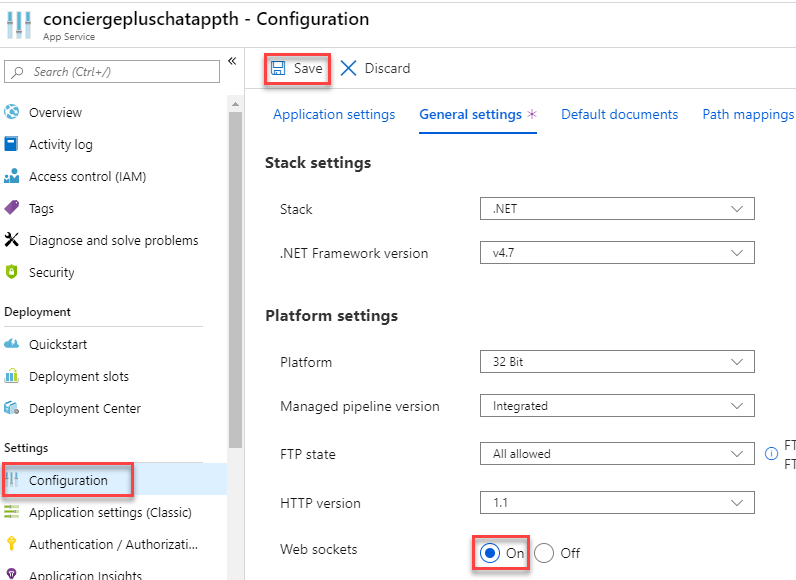 conciergepluschatappth - Configuration
App Service
Search (Ctrl+/)
«
Overview
Activity log
Access control (IAM)
Tags
Diagnose and solve problems
Security
Deployment
Quickstart
Deployment slots
Deployment Center
Settings
Configuration
Application settings (Classic)
Authentication / Authorizati...
Application Insights
Save
Discard
Application settings
General settings *
Default documents
Path mappings
Stack settings
Stack
.NET
.NET Framework version
v4.7
Platform settings
Platform
32 Bit
Managed pipeline version
Integrated
FTP state
All allowed
FT
FT
HTTP version
1.1
Web sockets
On
Off